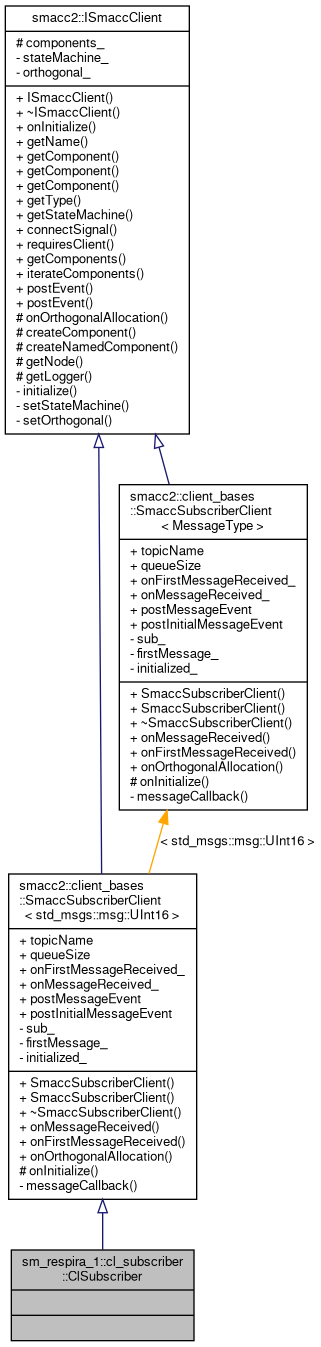 smacc2::ISmaccClient
# components_
- stateMachine_
- orthogonal_
+ ISmaccClient()
+ ~ISmaccClient()
+ onInitialize()
+ getName()
+ getComponent()
+ getComponent()
+ getComponent()
+ getType()
+ getStateMachine()
+ connectSignal()
+ requiresClient()
+ getComponents()
+ iterateComponents()
+ postEvent()
+ postEvent()
# onOrthogonalAllocation()
# createComponent()
# createNamedComponent()
# getNode()
# getLogger()
- initialize()
- setStateMachine()
- setOrthogonal()
smacc2::client_bases
::SmaccSubscriberClient
< MessageType >
+ topicName
+ queueSize
+ onFirstMessageReceived_
+ onMessageReceived_
+ postMessageEvent
+ postInitialMessageEvent
- sub_
- firstMessage_
- initialized_
+ SmaccSubscriberClient()
+ SmaccSubscriberClient()
+ ~SmaccSubscriberClient()
+ onMessageReceived()
+ onFirstMessageReceived()
+ onOrthogonalAllocation()
# onInitialize()
- messageCallback()
< std_msgs::msg::UInt16 >
smacc2::client_bases
::SmaccSubscriberClient
< std_msgs::msg::UInt16 >
+ topicName
+ queueSize
+ onFirstMessageReceived_
+ onMessageReceived_
+ postMessageEvent
+ postInitialMessageEvent
- sub_
- firstMessage_
- initialized_
+ SmaccSubscriberClient()
+ SmaccSubscriberClient()
+ ~SmaccSubscriberClient()
+ onMessageReceived()
+ onFirstMessageReceived()
+ onOrthogonalAllocation()
# onInitialize()
- messageCallback()
sm_respira_1::cl_subscriber
::ClSubscriber